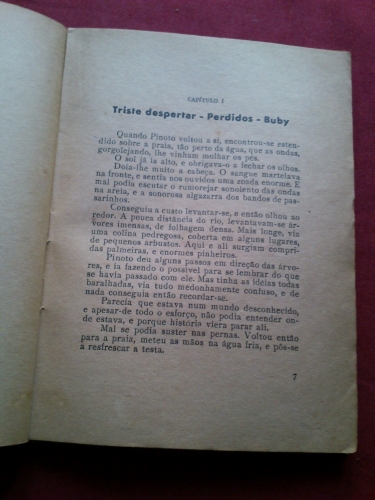 CAPÍTULO I
Triste despertar - Perdidos - Buby
Quando Pinoto voltou a si, encontrou-se esten-
dido sobre a praia, tão perto da água, que as ondas,
gorgolejando, lhe vinham molhar os pés.
O sol já ia alto, e obrigava-o a fechar os olhos.
Doia-lhe muito a cabeça. O sangue martelava
na fronte, e sentia nos ouvidos uma zoada enorme. E
mal podia escutar o rumorejar sonolento das ondas
na areia, e a sonorosa algazarra dos bandos de pas-
sarinhos.
Conseguiu a custo levantar-se, e então olhou ao
redor. A pouca distância do rio, levantavam-se ár-
vores imensas, de folhagem densa. Mais longe, via
uma colina pedregosa, coberta em alguns lugares,
de pequenos arbustos. Aqui e ali surgiam compri-
das palmeiras, e enormes pinheiros.
Pinoto deu alguns passos em direção das árvo-
res, e ia fazendo o possível para se lembrar do que
se havia passado com ele. Mas tinha as idéias todas
baralhadas, via tudo medonhamente confuso, e de
nada conseguia então recordar-se.
Parecia que estava num mundo desconhecido,
e apesar-de todo o esforço, não podia entender on-
de estava, e porque história viera parar ali.
Mal se podia suster nas pernas. Voltou então
para a praia, meteu as mãos na água fria, e pôs-se
a resfrescar a testa.
7